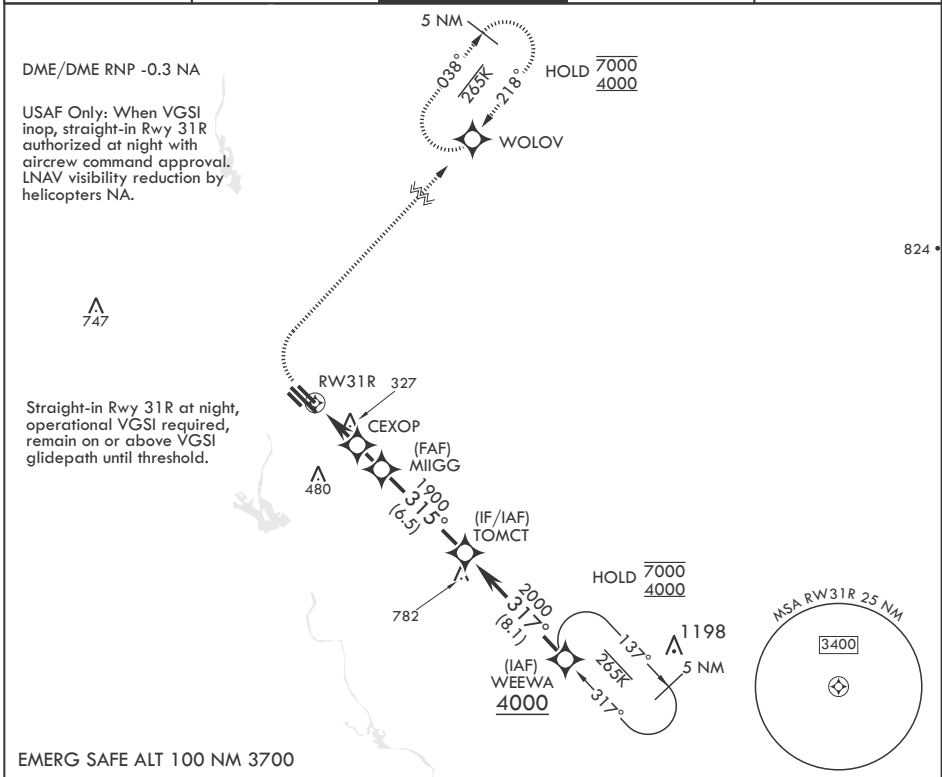 5 NM
038°
265K
218°
HOLD 7000
4000
WOLOV
DME/DME RNP -0.3 NA
USAF Only: When VGSI
inop, straight-in Rwy 31R
authorized at night with
aircrew command approval.
LNAV visibility reduction by
helicopters NA.
824
747
RW31R
327
CEXOP
Straight-in Rwy 31R at night,
operational VGSI required,
remain on or above VGSI
glidepath until threshold.
(FAF)
MIIGG
480
1900
315°
(6.5)
(IF/IAF)
TOMCT
782
2000
317°
(8.1)
HOLD 7000
4000
137°
265K
317°
1198
5 NM
(IAF)
WEEWA
4000
MSA RW31R 25 NM
3400
EMERG SAFE ALT 100 NM 3700